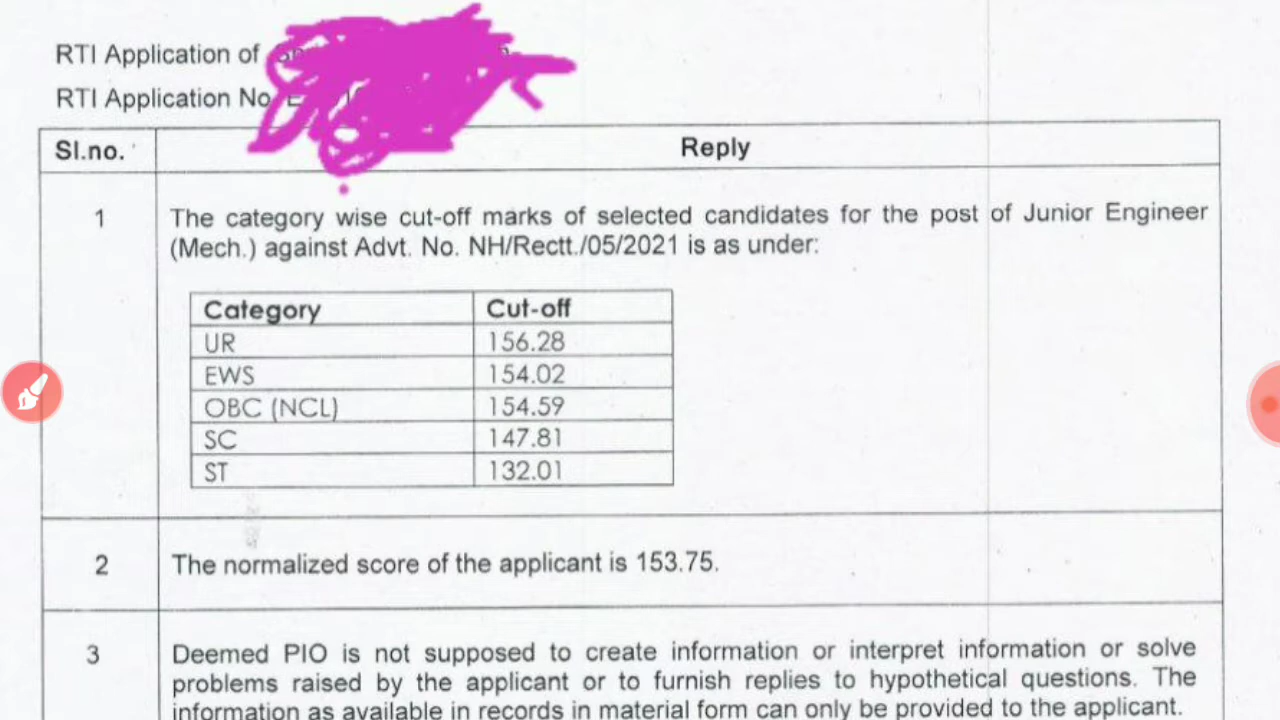 RTI Application of
RTI Application No
Sl.no. Reply
1 The category wise cut-off marks of selected candidates for the post of Junior Engineer
(Mech.) against Advt. No. NH/Rectt./05/2021 is as under:
Category Cut-off
UR 156.28
EWS 154.02
OBC (NCL) 154.59
SC 147.81
ST 132.01
2 The normalized score of the applicant is 153.75.
3 Deemed PIO is not supposed to create information or interpret information or solve
problems raised by the applicant or to furnish replies to hypothetical questions. The
information as available in records in material form can only be provided to the applicant.